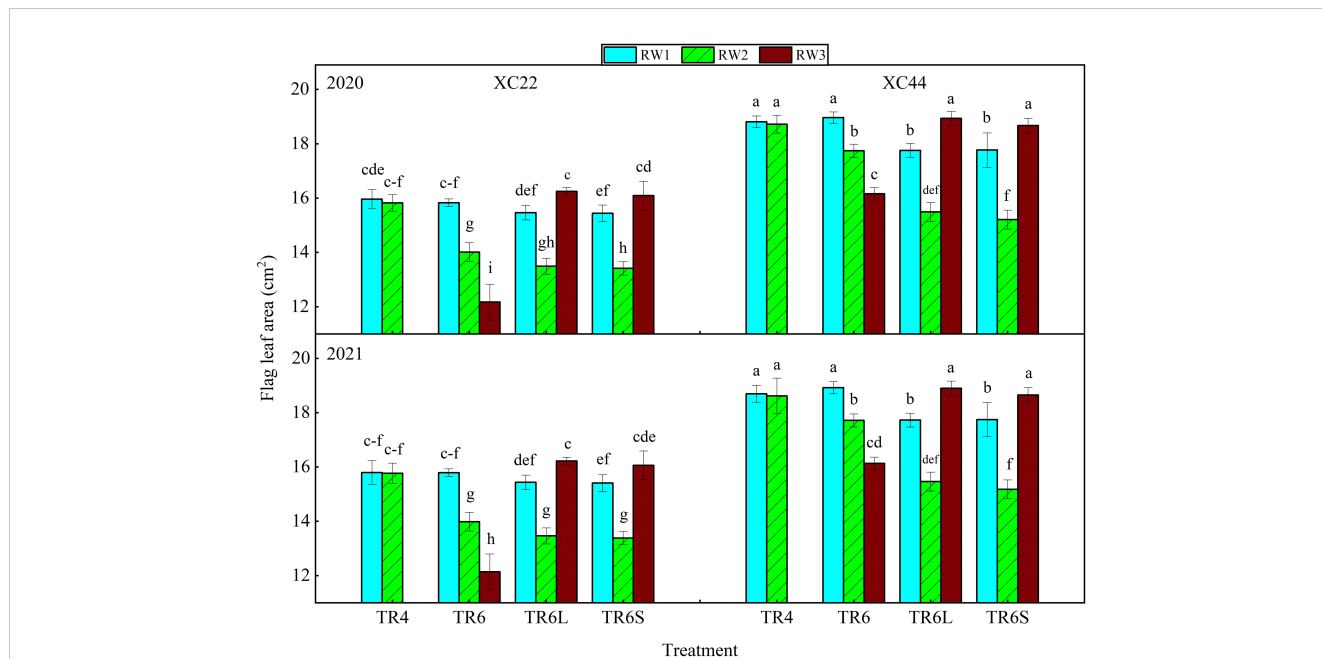 RW1 RW2 RW3
2020 XC22 XC44
20
18
16
14
12
cde c-f c-f g i def gh c ef h cd a a a b c b def a b f a
Flag leaf area (cm²)
2021
20
18
16
14
12
c-f c-f c-f g h def g c ef g cde a a a b cd b def a b f a
TR4 TR6 TR6L TR6S TR4 TR6 TR6L TR6S
Treatment